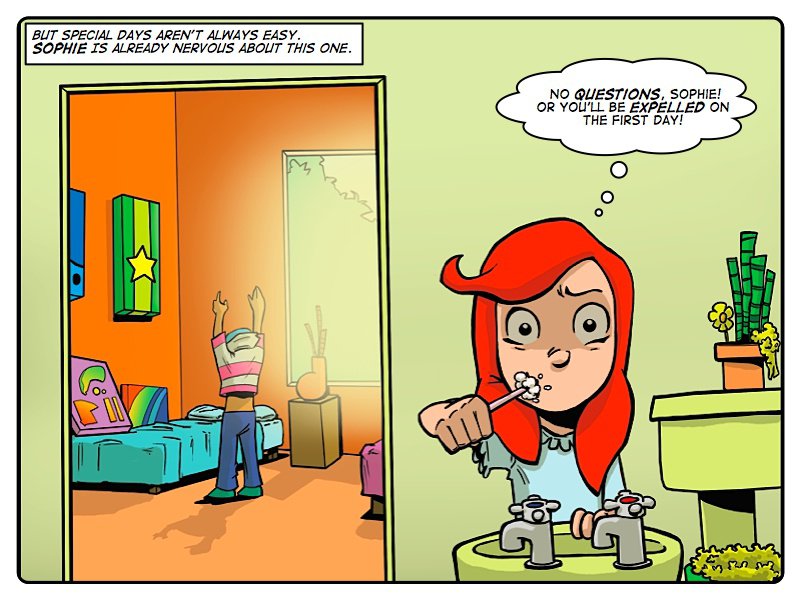 BUT SPECIAL DAYS AREN'T ALWAYS EASY.
SOPHIE IS ALREADY NERVOUS ABOUT THIS ONE.
NO QUESTIONS, SOPHIE!
OR YOU'LL BE EXPELLED ON
THE FIRST DAY!